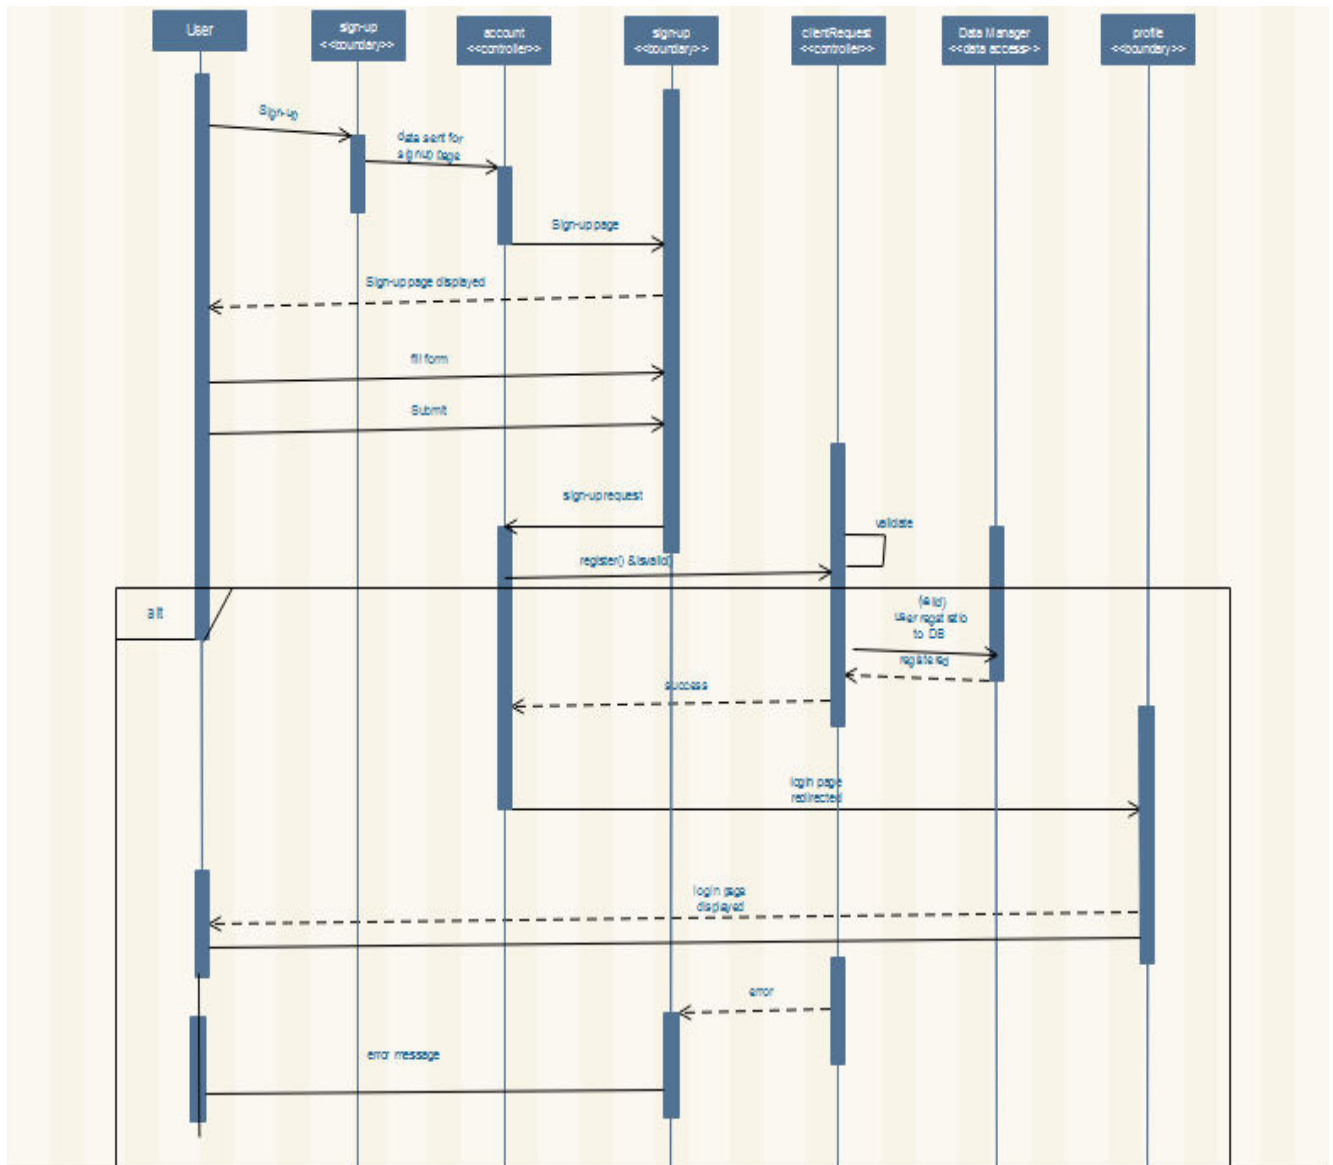 User
sign-up
<<boundary>>
account
<<controller>>
sign-up
<<boundary>>
clientRequest
<<controller>>
Data Manager
<<data access>>
profile
<<boundary>>
Sign-up
data sent for
signup page
Sign-up page
Sign-up page displayed
fill form
Submit
sign-up request
validate
register() & isvalid()
alt
user regstratio
to DB
registered
success
login page
redirected
login page
displayed
error
error message